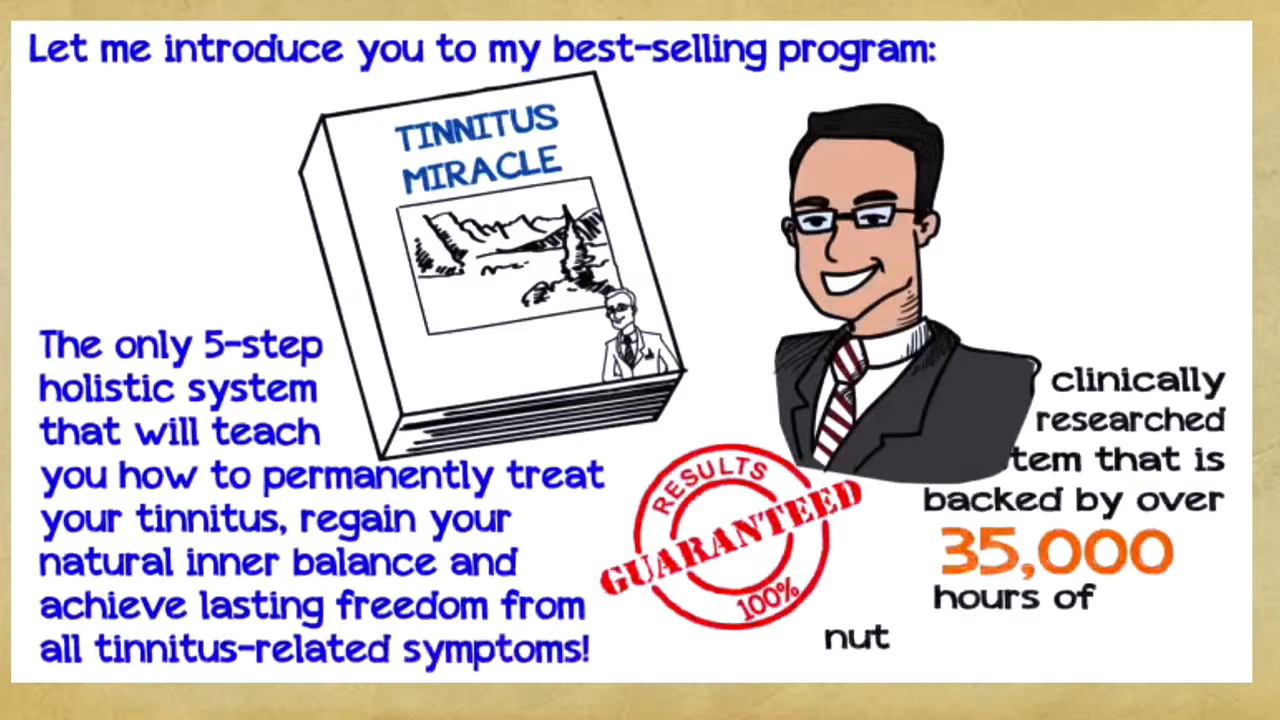 Let me introduce you to my best-selling program:
TINNITUS
MIRACLE
The only 5-step
holistic system
that will teach
you how to permanently treat
your tinnitus, regain your
natural inner balance and
achieve lasting freedom from
all tinnitus-related symptoms!
RESULTS
GUARANTEED
100%
clinically
researched
tem that is
backed by over
35,000
hours of
nut